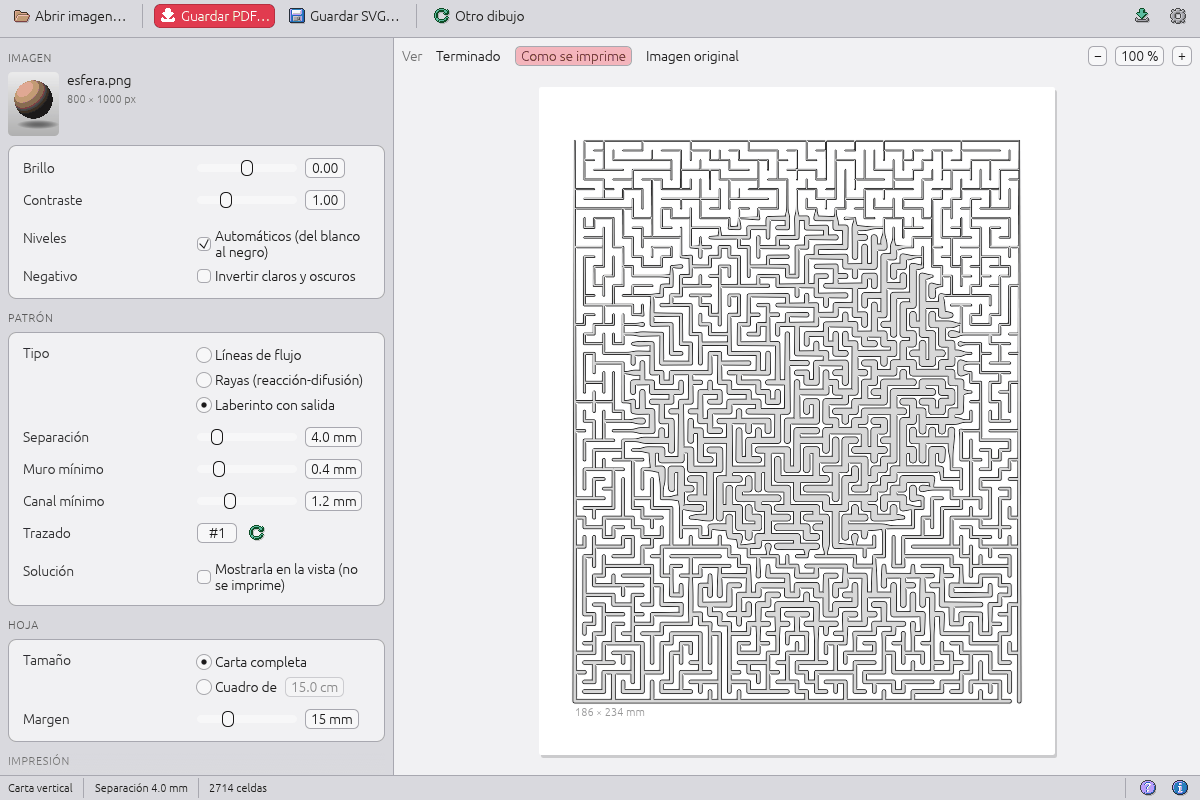 Abrir imagen… Guardar PDF… Guardar SVG… Otro dibujo
IMAGEN
esfera.png
800 × 1000 px
Brillo 0.00
Contraste 1.00
Niveles Automáticos (del blanco
al negro)
Negativo Invertir claros y oscuros
PATRÓN
Tipo Líneas de flujo
Rayas (reacción-difusión)
Laberinto con salida
Separación 4.0 mm
Muro mínimo 0.4 mm
Canal mínimo 1.2 mm
Trazado #1
Solución Mostrarla en la vista (no
se imprime)
HOJA
Tamaño Carta completa
Cuadro de 15.0 cm
Margen 15 mm
IMPRESIÓN
Ver Terminado Como se imprime Imagen original − 100 % +
186 × 234 mm
Carta vertical Separación 4.0 mm 2714 celdas